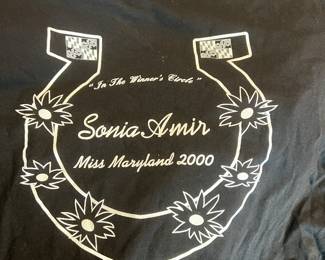 "In The Winner's Circle"
Sonia Amir
Miss Maryland 2000